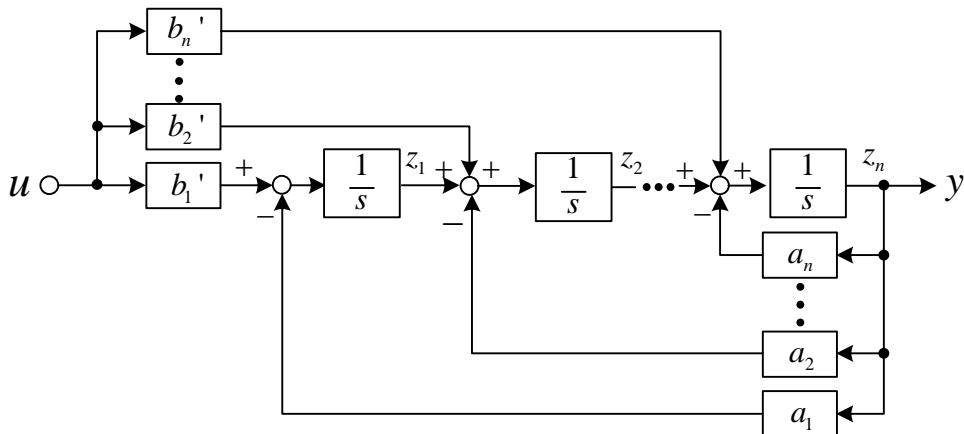 b_n '
b_2 '
u b_1 ' + − 1/s z_1 + + − 1/s z_2 + + − 1/s z_n y
a_n
a_2
a_1